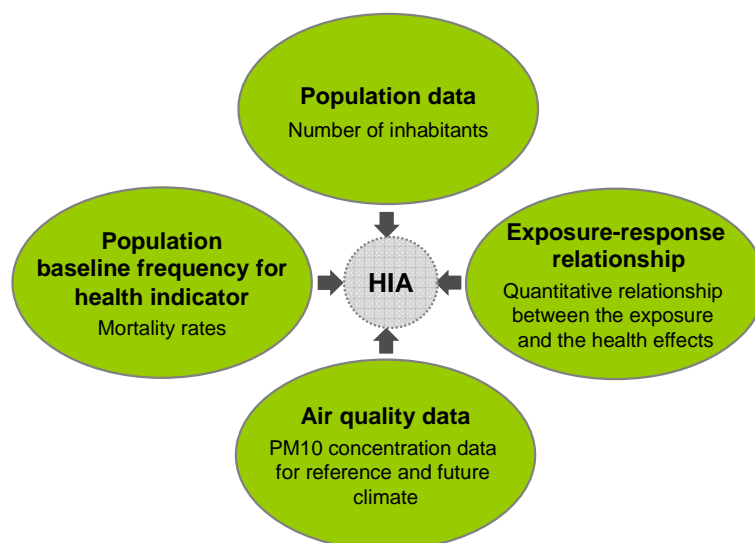 Population data
Number of inhabitants
Population
baseline frequency for
health indicator
Mortality rates
HIA
Exposure-response
relationship
Quantitative relationship
between the exposure
and the health effects
Air quality data
PM10 concentration data
for reference and future
climate